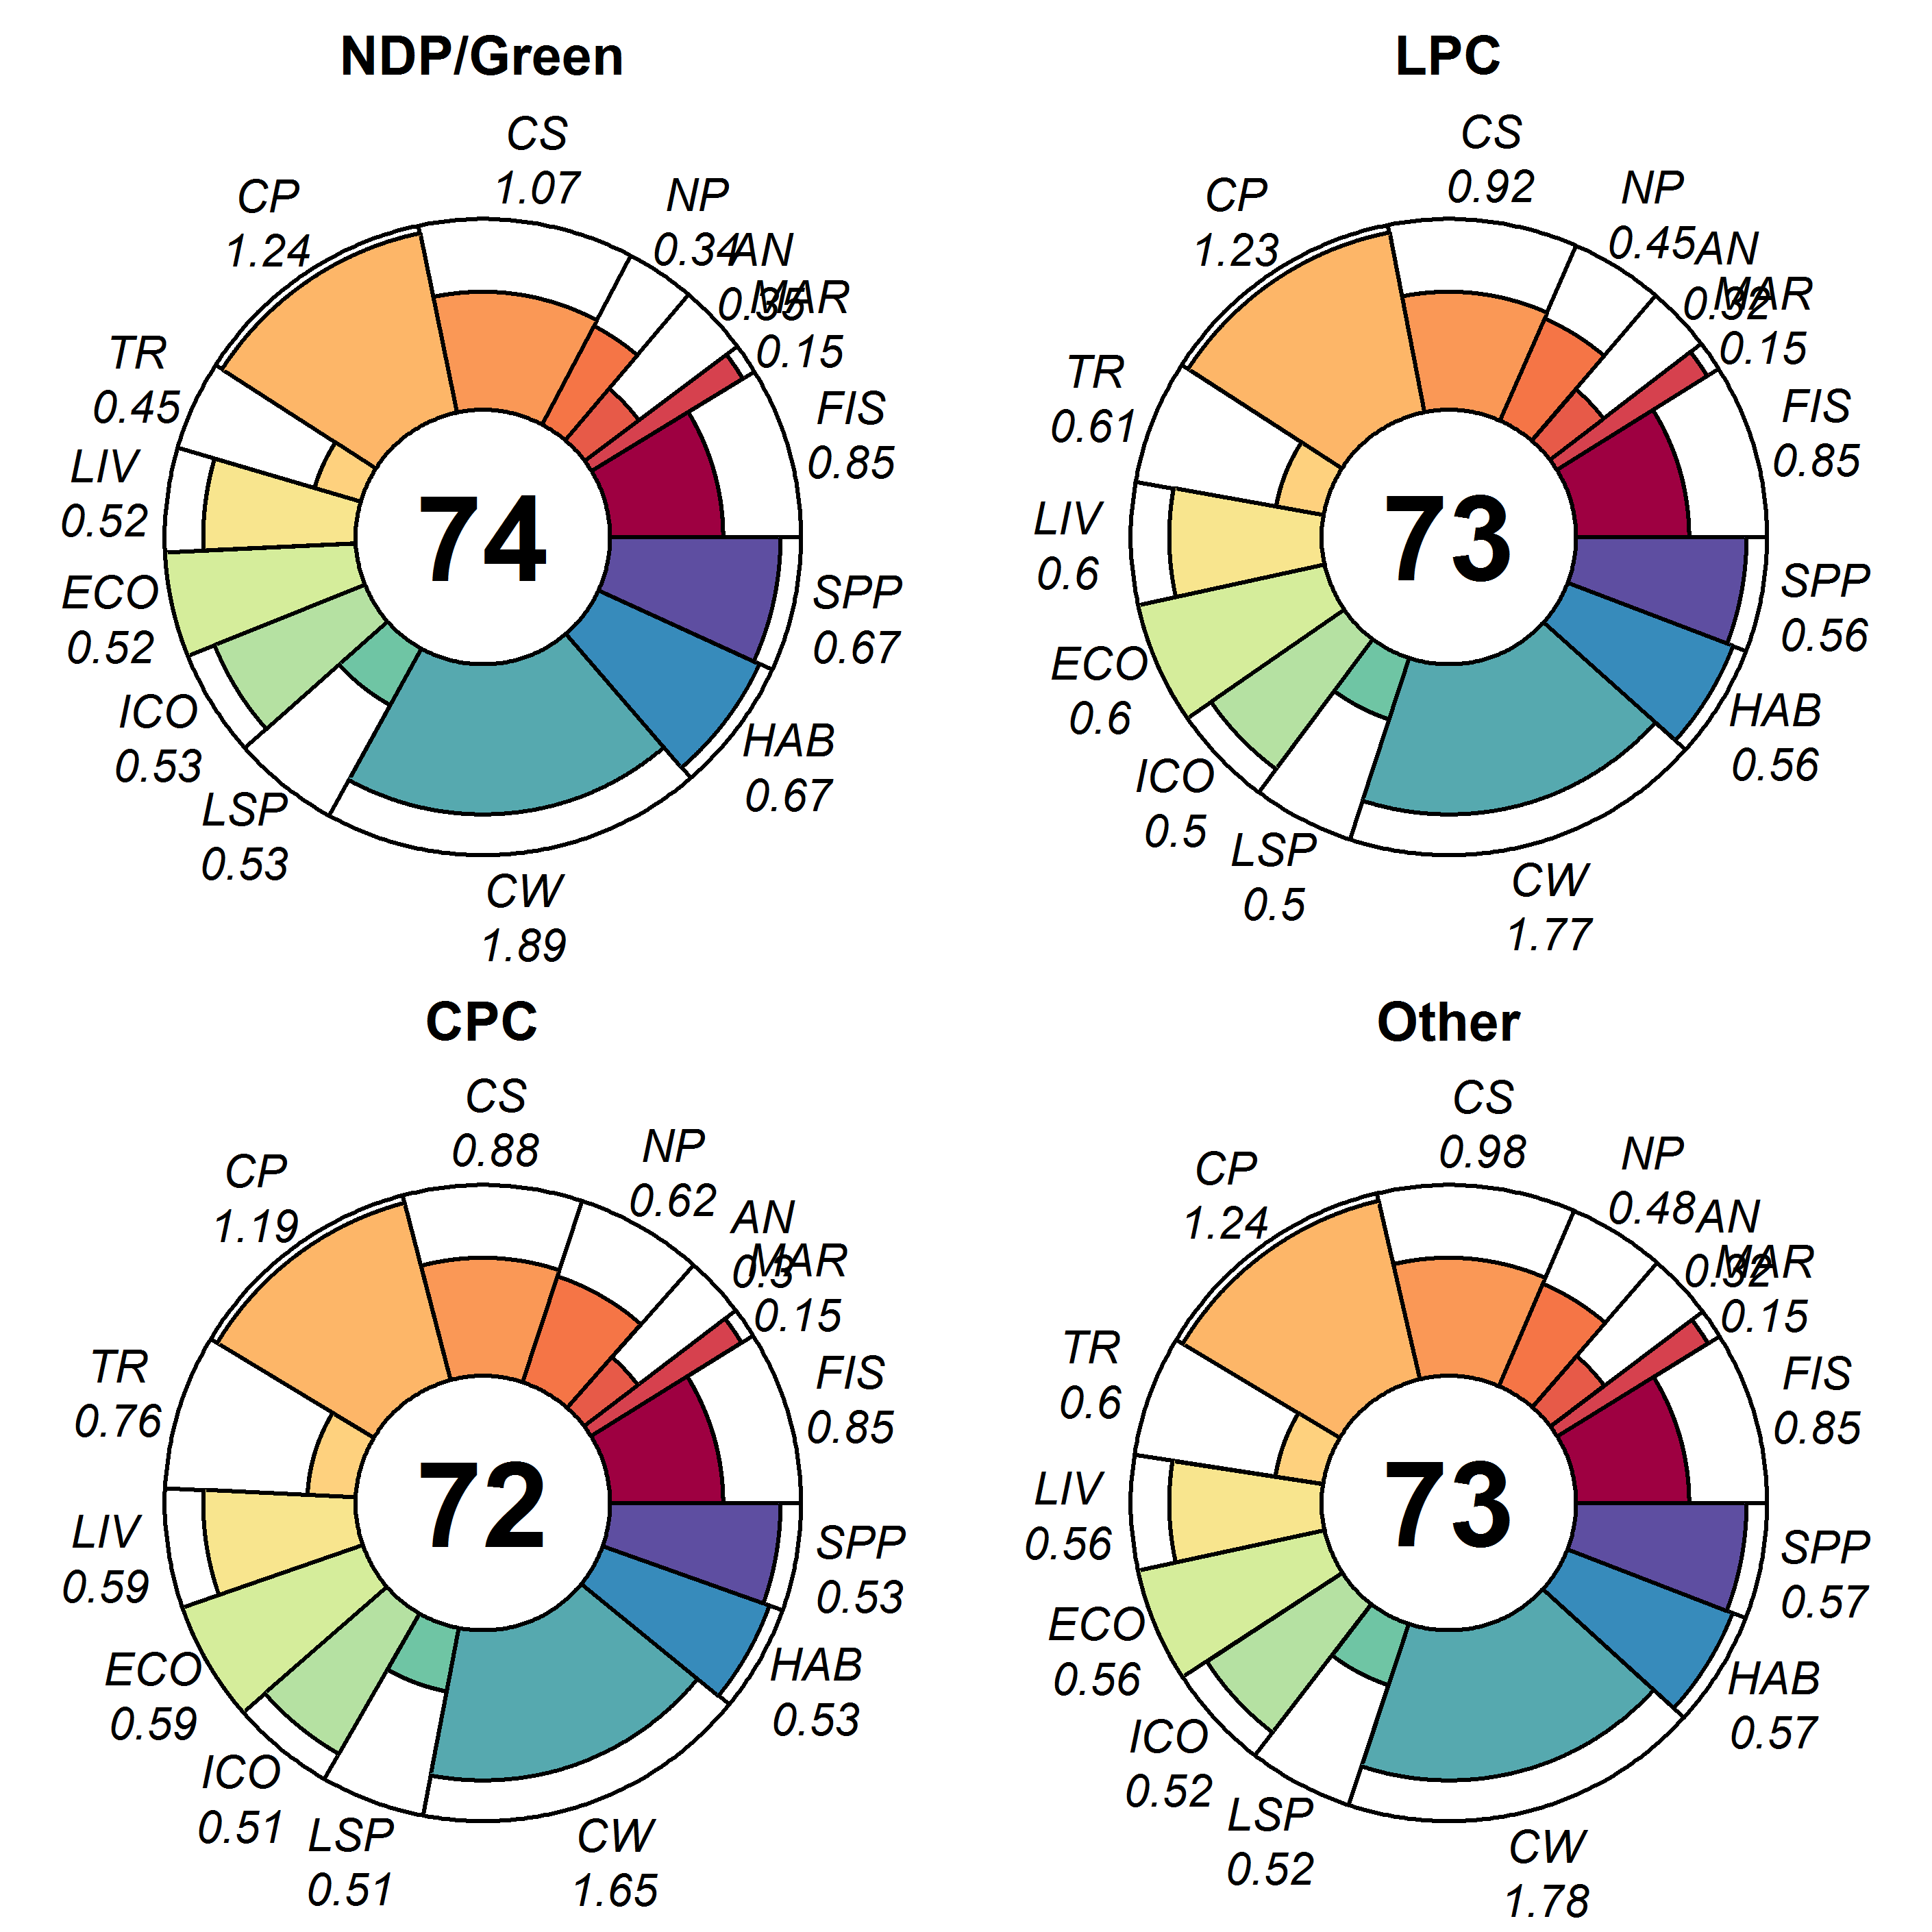 NDP/Green
CS
1.07
NP
0.34
AN
0.35
MAR
0.15
FIS
0.85
SPP
0.67
HAB
0.67
CW
1.89
LSP
0.53
ICO
0.53
ECO
0.52
LIV
0.52
TR
0.45
CP
1.24
74
LPC
CS
0.92
NP
0.45
AN
0.32
MAR
0.15
FIS
0.85
SPP
0.56
HAB
0.56
CW
1.77
LSP
0.5
ICO
0.5
ECO
0.6
LIV
0.6
TR
0.61
CP
1.23
73
CPC
CS
0.88
NP
0.62
AN
0.3
MAR
0.15
FIS
0.85
SPP
0.53
HAB
0.53
CW
1.65
LSP
0.51
ICO
0.51
ECO
0.59
LIV
0.59
TR
0.76
CP
1.19
72
Other
CS
0.98
NP
0.48
AN
0.32
MAR
0.15
FIS
0.85
SPP
0.57
HAB
0.57
CW
1.78
LSP
0.52
ICO
0.52
ECO
0.56
LIV
0.56
TR
0.6
CP
1.24
73